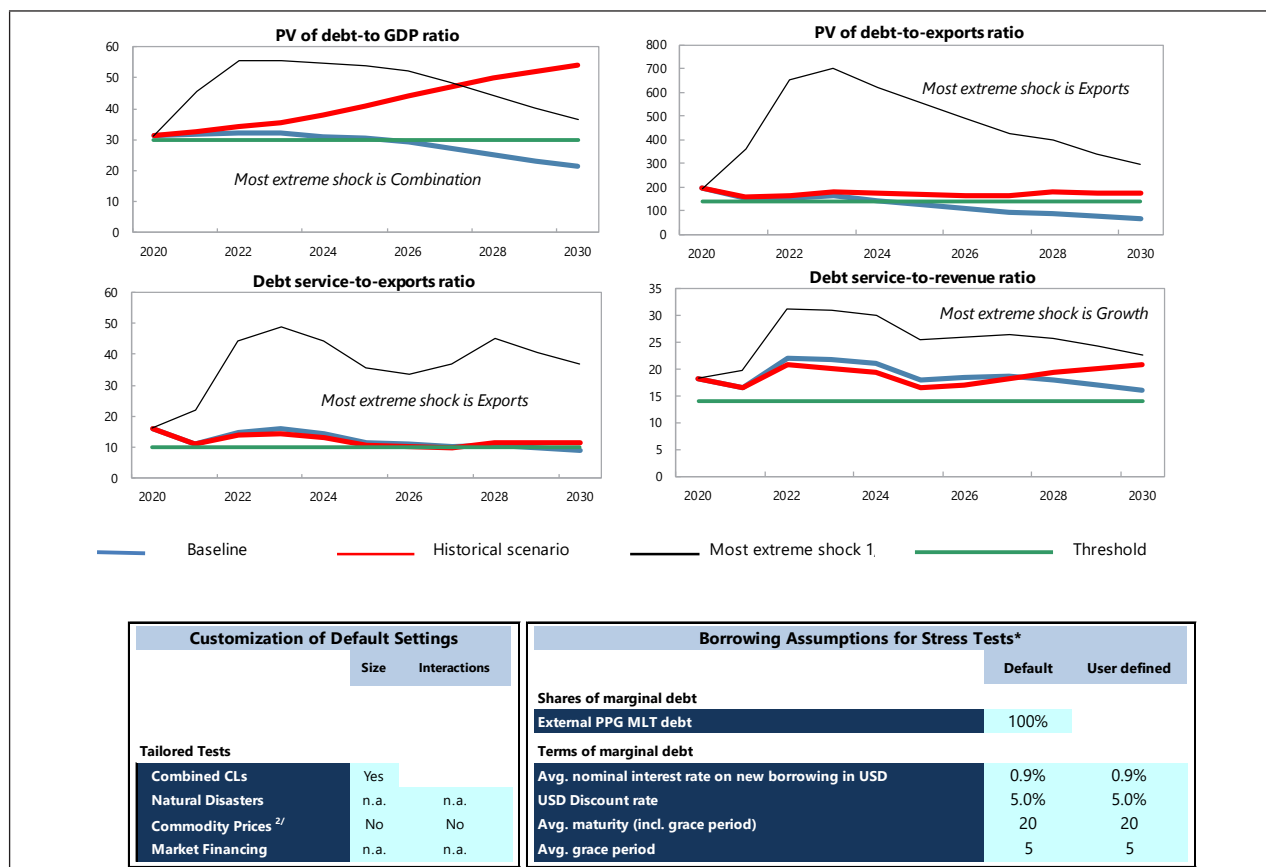 PV of debt-to GDP ratio
60
50
40
30
20
10
0
Most extreme shock is Combination
2020 2022 2024 2026 2028 2030
PV of debt-to-exports ratio
800
700
600
500
400
300
200
100
0
Most extreme shock is Exports
2020 2022 2024 2026 2028 2030
Debt service-to-exports ratio
60
50
40
30
20
10
0
Most extreme shock is Exports
2020 2022 2024 2026 2028 2030
Debt service-to-revenue ratio
35
30
25
20
15
10
5
0
Most extreme shock is Growth
2020 2022 2024 2026 2028 2030
Baseline Historical scenario Most extreme shock 1, Threshold
Customization of Default Settings
Size Interactions
Tailored Tests
Combined CLs Yes
Natural Disasters n.a. n.a.
Commodity Prices 2/ No No
Market Financing n.a. n.a.
Borrowing Assumptions for Stress Tests*
Default User defined
Shares of marginal debt
External PPG MLT debt 100%
Terms of marginal debt
Avg. nominal interest rate on new borrowing in USD 0.9% 0.9%
USD Discount rate 5.0% 5.0%
Avg. maturity (incl. grace period) 20 20
Avg. grace period 5 5